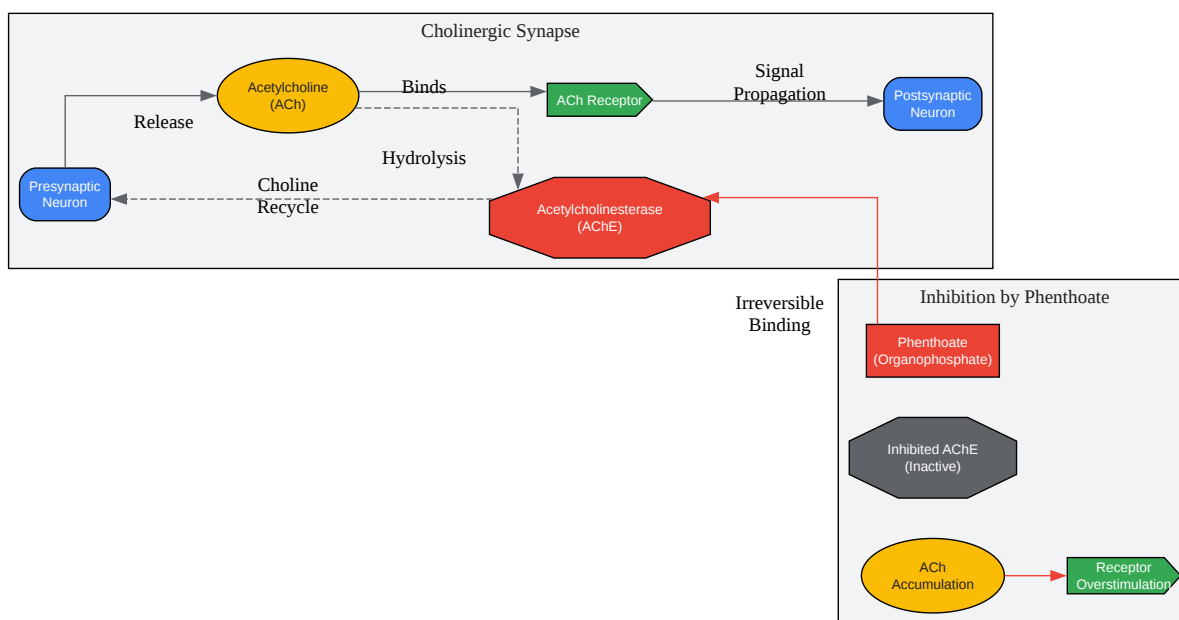 Cholinergic Synapse
Acetylcholine
(ACh)
Binds
ACh Receptor
Signal
Propagation
Postsynaptic
Neuron
Release
Hydrolysis
Presynaptic
Neuron
Choline
Recycle
Acetylcholinesterase
(AChE)
Irreversible
Binding
Inhibition by Phenthoate
Phenthoate
(Organophosphate)
Inhibited AChE
(Inactive)
ACh
Accumulation
Receptor
Overstimulation